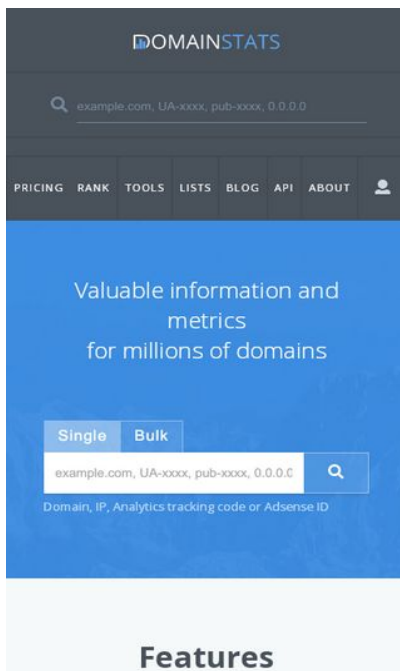 DOMAINSTATS
example.com, UA-xxxx, pub-xxxx, 0.0.0.0
PRICING RANK TOOLS LISTS BLOG API ABOUT
Valuable information and
metrics
for millions of domains
Single Bulk
example.com, UA-xxxx, pub-xxxx, 0.0.0.0
Domain, IP, Analytics tracking code or Adsense ID
Features